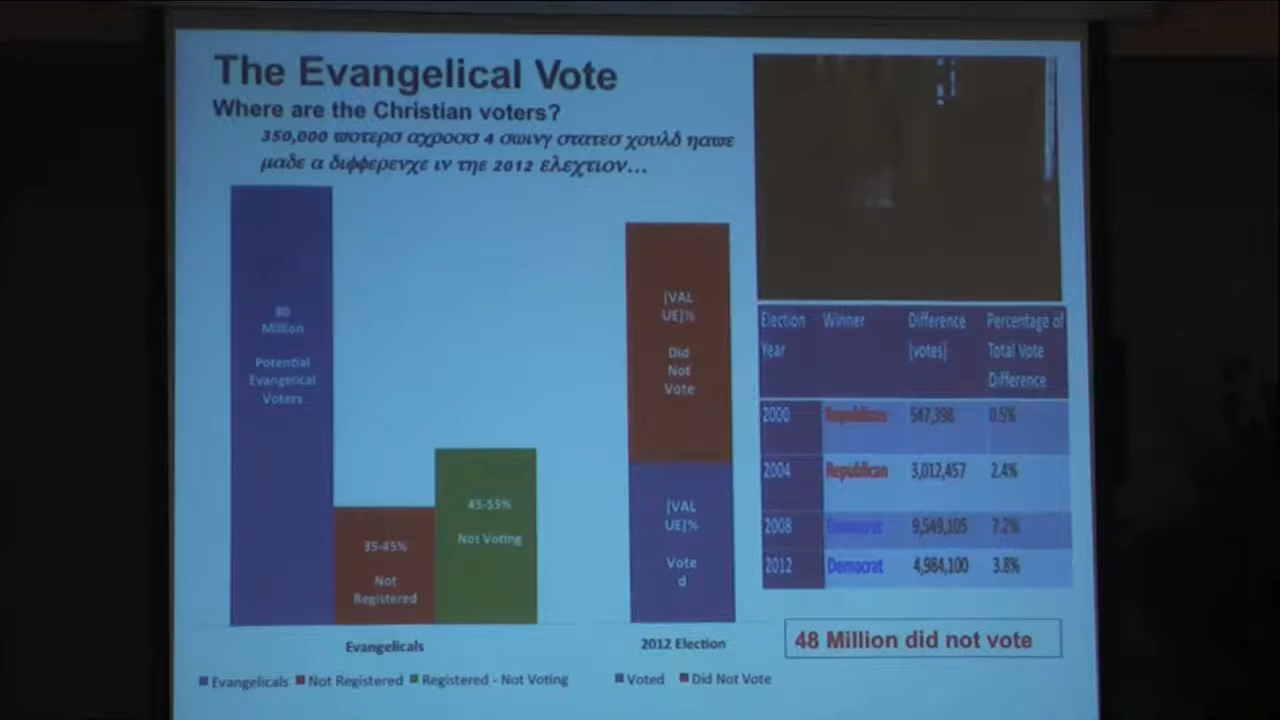 The Evangelical Vote
Where are the Christian voters?
350,000 ϖοτερσ αχροσσ 4 σωινγ στατεσ χουλδ ηαϖε
μαδε α διφφερενχε ιν τηε 2012 ελεχτιον…
80
Million
Potential
Evangelical
Voters
35-45%
Not
Registered
45-55%
Not Voting
Evangelicals
Evangelicals Not Registered Registered - Not Voting
[VAL
UE]%
Did
Not
Vote
[VAL
UE]%
Vote
d
2012 Election
Voted Did Not Vote
Election Winner Difference Percentage of
Year (votes) Total Vote
Difference
2000 Republican 547,398 0.5%
2004 Republican 3,012,457 2.4%
2008 Democrat 9,549,105 7.2%
2012 Democrat 4,984,100 3.8%
48 Million did not vote